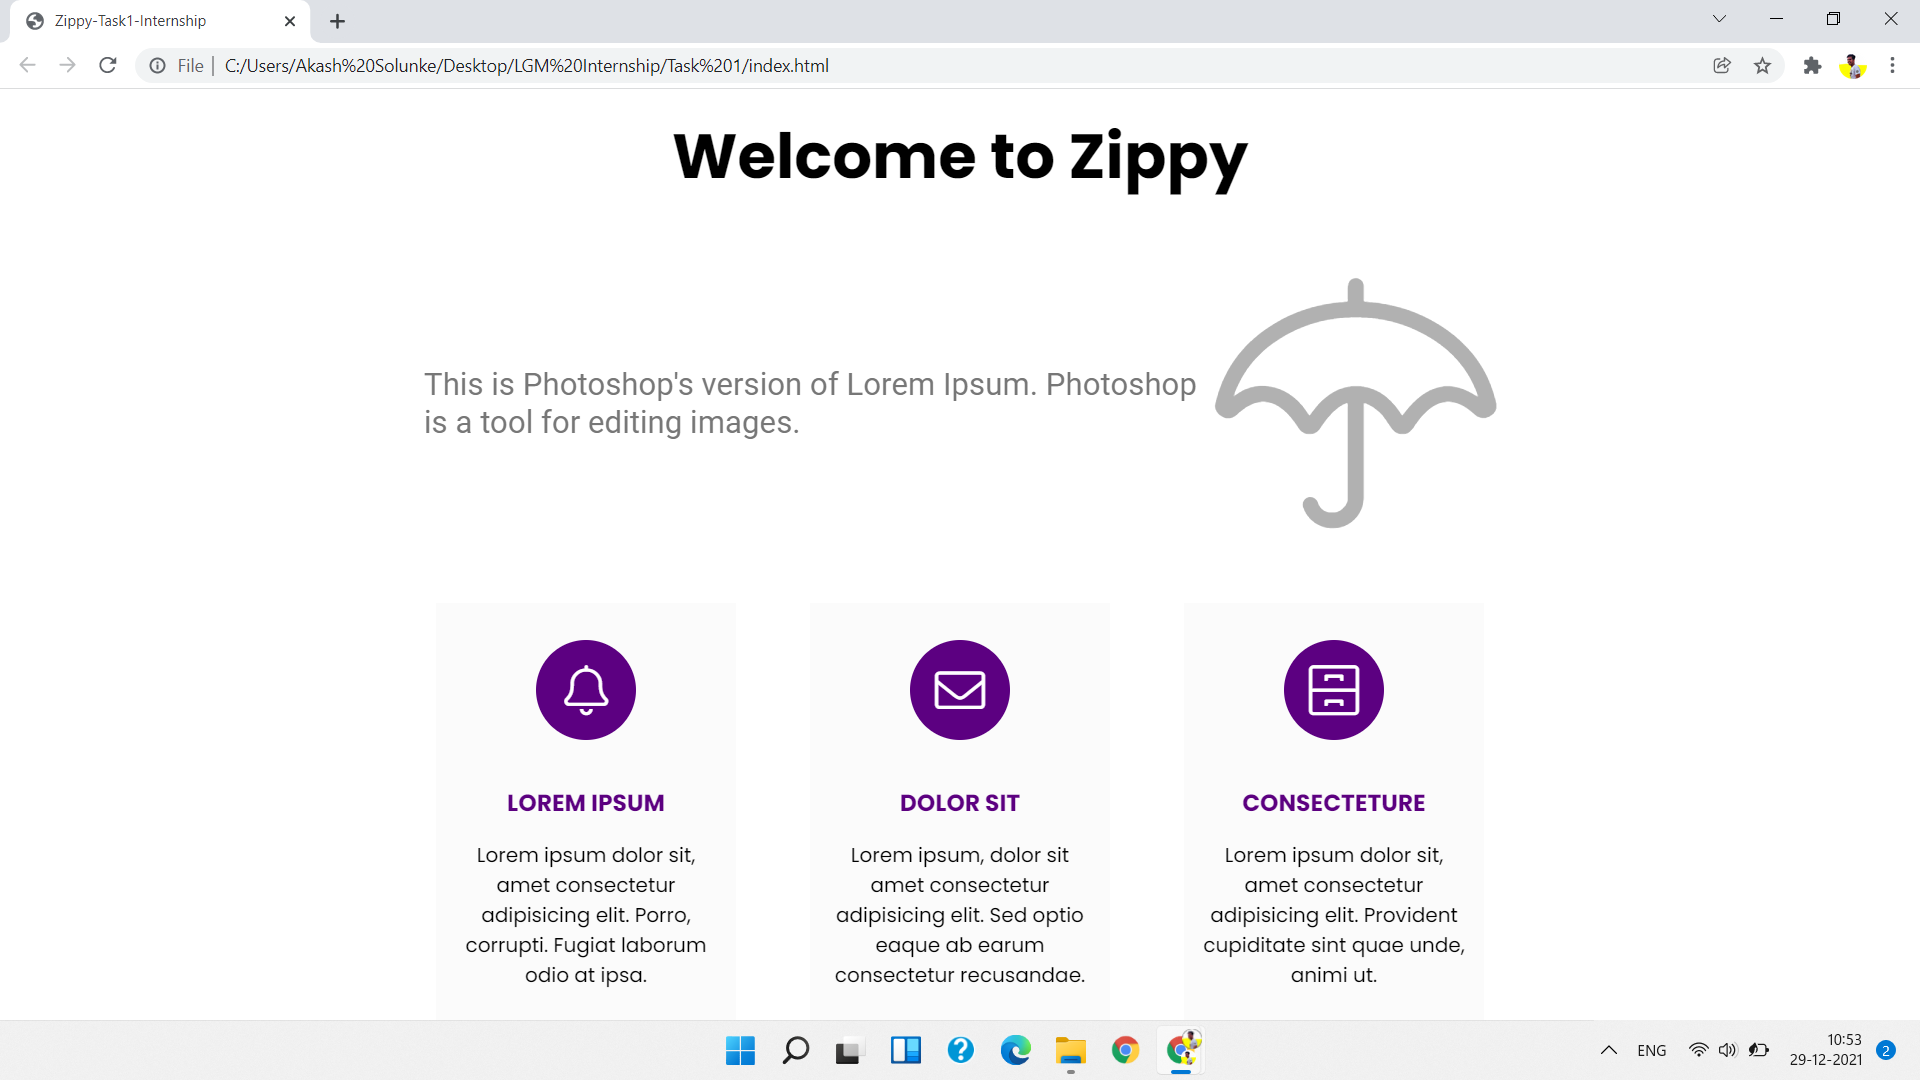 Zippy-Task1-Internship
File | C:/Users/Akash%20Solunke/Desktop/LGM%20Internship/Task%201/index.html
Welcome to Zippy
This is Photoshop's version of Lorem Ipsum. Photoshop
is a tool for editing images.
LOREM IPSUM
Lorem ipsum dolor sit,
amet consectetur
adipisicing elit. Porro,
corrupti. Fugiat laborum
odio at ipsa.
DOLOR SIT
Lorem ipsum, dolor sit
amet consectetur
adipisicing elit. Sed optio
eaque ab earum
consectetur recusandae.
CONSECTETURE
Lorem ipsum dolor sit,
amet consectetur
adipisicing elit. Provident
cupiditate sint quae unde,
animi ut.
ENG
10:53
29-12-2021
2